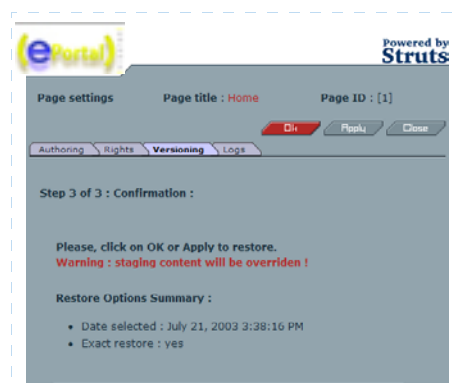 (ePortal)
Powered by
Struts
Page settings Page title : Home Page ID : [1]
Ok Apply Close
Authoring Rights Versioning Logs
Step 3 of 3 : Confirmation :
Please, click on OK or Apply to restore.
Warning : staging content will be overriden !
Restore Options Summary :
• Date selected : July 21, 2003 3:38:16 PM
• Exact restore : yes